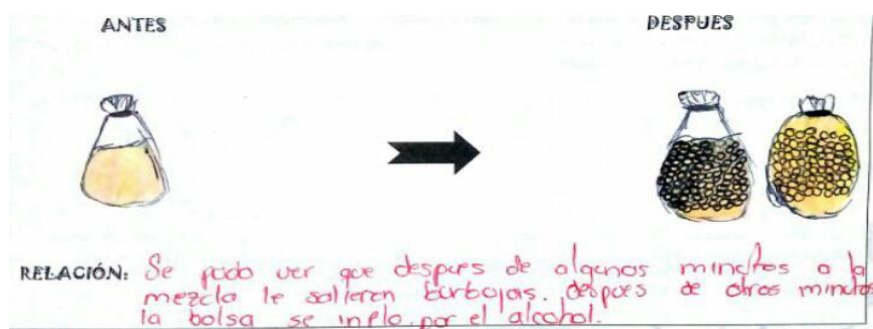 ANTES
DESPUES
RELACIÓN: Se pudo ver que despues de algunos minutos a la
mezcla le salieron burbujas. despues de otros minutos
la bolsa se inflo por el alcohol.